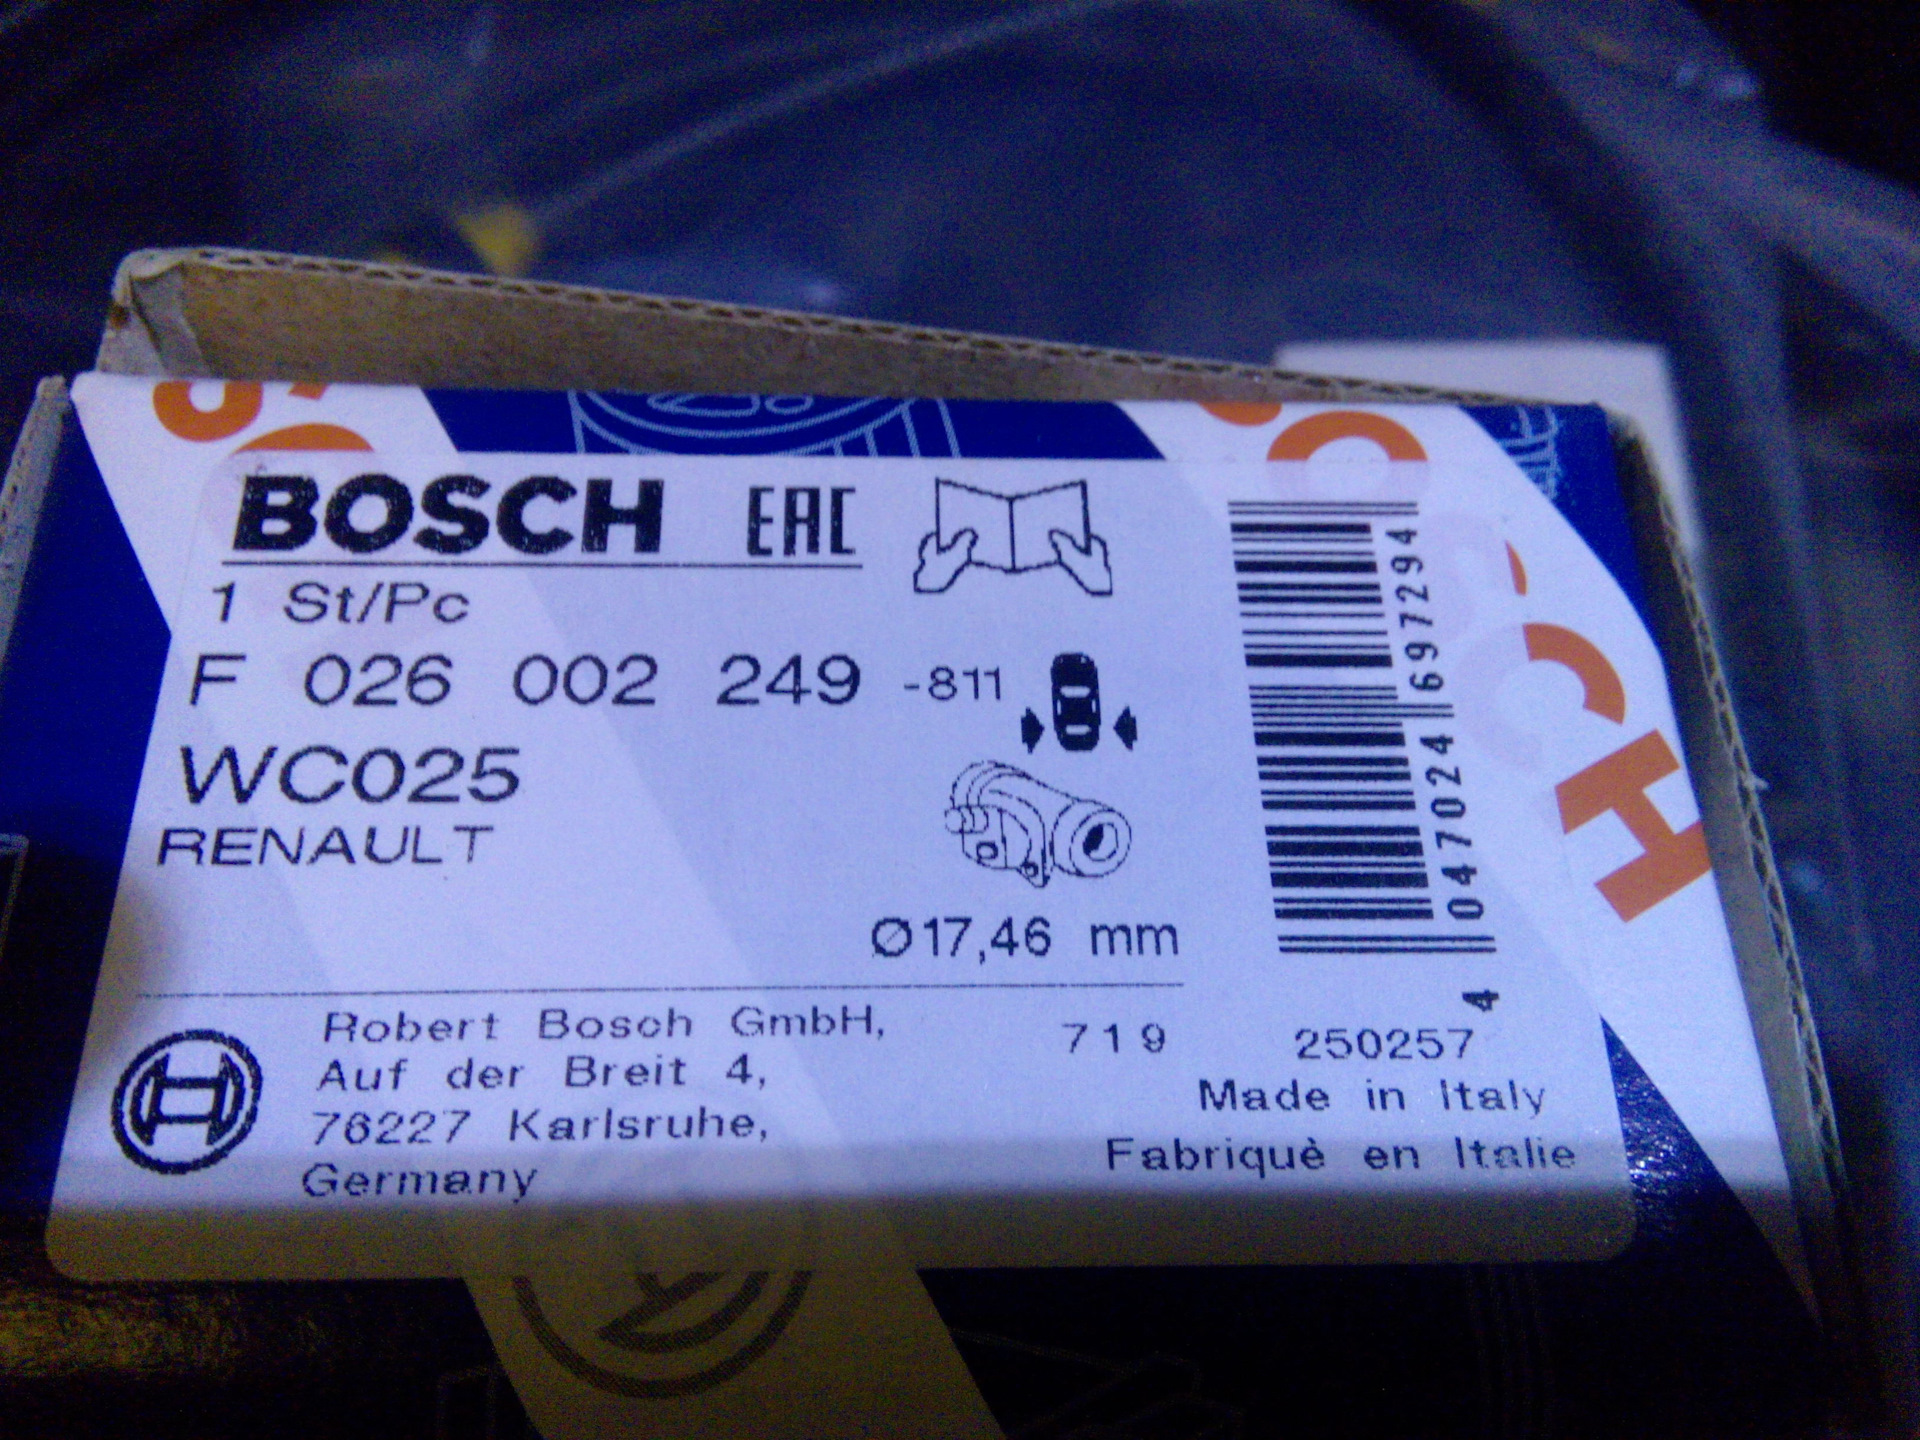 BOSCH EAC
1 St/Pc
F 026 002 249 -811
WC025
RENAULT
Ø17,46 mm
Robert Bosch GmbH,
Auf der Breit 4,
76227 Karlsruhe,
Germany
719
250257
Made in Italy
Fabriquè en Italie
4 047024 697294